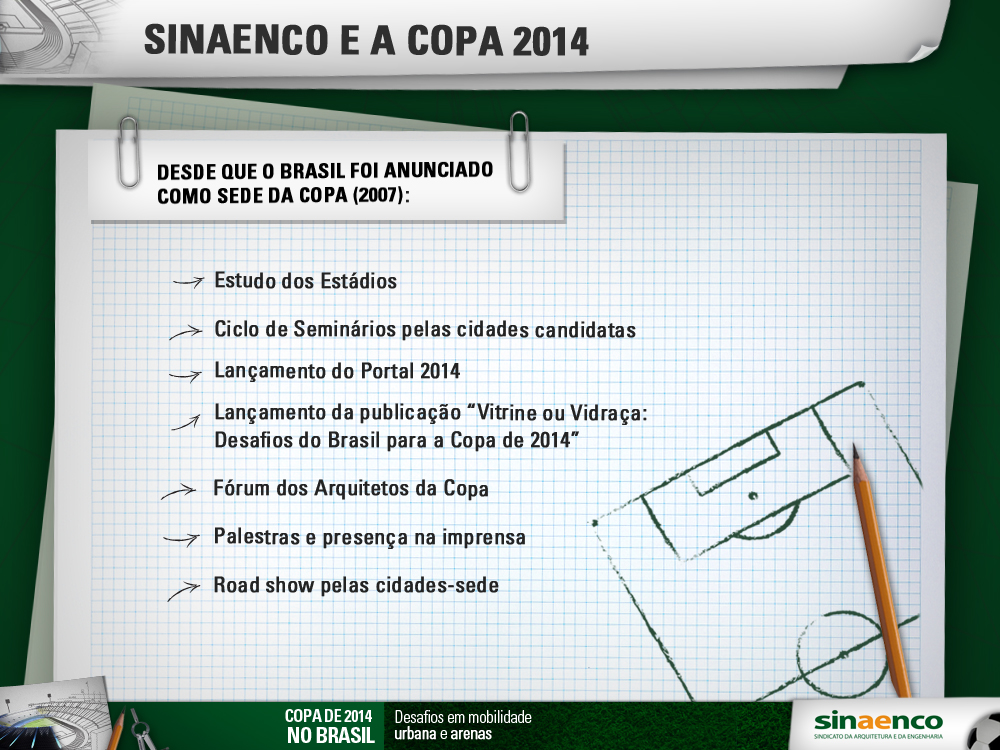 SINAENCO E A COPA 2014
DESDE QUE O BRASIL FOI ANUNCIADO
COMO SEDE DA COPA (2007):
Estudo dos Estádios
Ciclo de Seminários pelas cidades candidatas
Lançamento do Portal 2014
Lançamento da publicação “Vitrine ou Vidraça:
Desafios do Brasil para a Copa de 2014”
Fórum dos Arquitetos da Copa
Palestras e presença na imprensa
Road show pelas cidades-sede
COPA DE 2014
NO BRASIL
Desafios em mobilidade
urbana e arenas
sinaenco
SINDICATO DA ARQUITETURA E DA ENGENHARIA